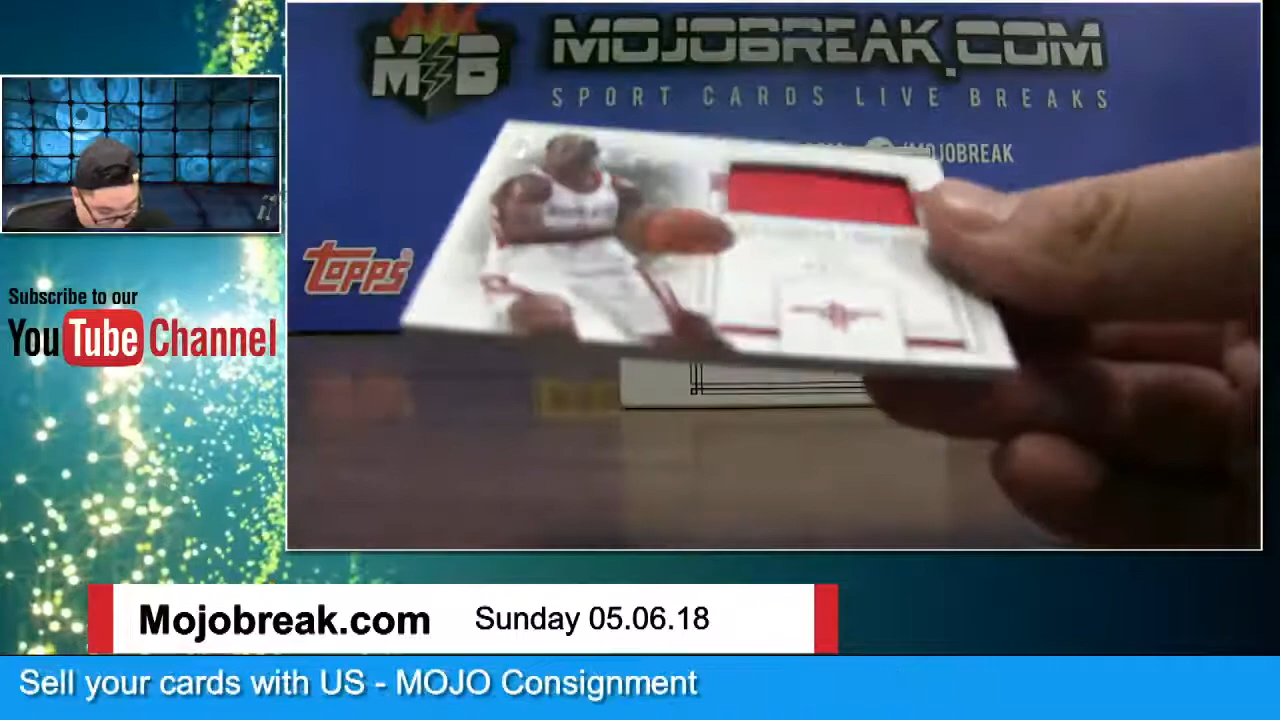 MB
MOJOBREAK.COM
SPORT CARDS LIVE BREAKS
/MOJOBREAK
Topps
Subscribe to our
YouTube Channel
Mojobreak.com
Sunday 05.06.18
Sell your cards with US - MOJO Consignment